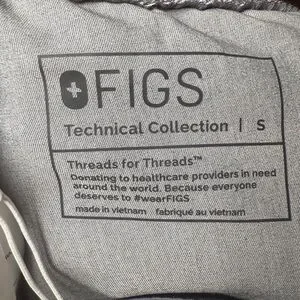 FIGS
Technical Collection | S
Threads for Threads™
Donating to healthcare providers in need
around the world. Because everyone
deserves to #wearFIGS
made in vietnam fabriqué au vietnam